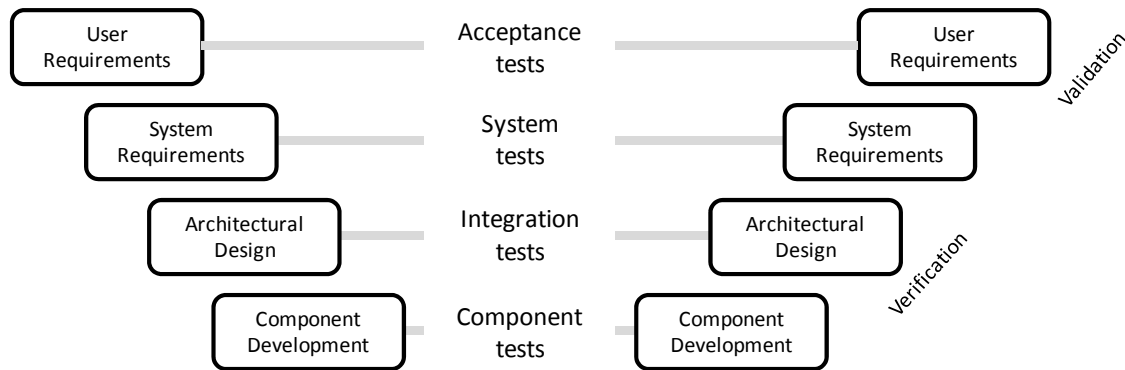 User
Requirements
Acceptance
tests
User
Requirements
Validation
System
Requirements
System
tests
System
Requirements
Architectural
Design
Integration
tests
Architectural
Design
Verification
Component
Development
Component
tests
Component
Development